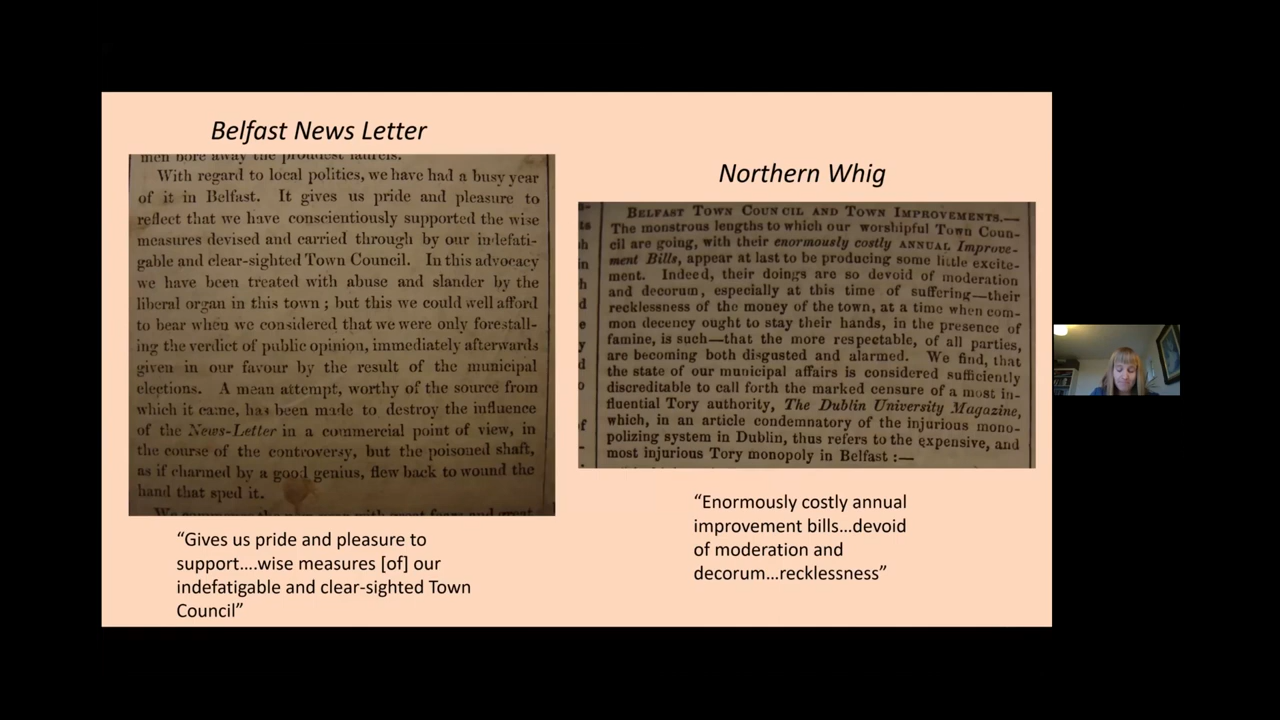 Belfast News Letter
men bore away the proudest laurels.
With regard to local politics, we have had a busy year
of it in Belfast. It gives us pride and pleasure to
reflect that we have conscientiously supported the wise
measures devised and carried through by our indefati-
gable and clear-sighted Town Council. In this advocacy
we have been treated with abuse and slander by the
liberal organ in this town; but this we could well afford
to bear when we considered that we were only forestall-
ing the verdict of public opinion, immediately afterwards
given in our favour by the result of the municipal
elections. A mean attempt, worthy of the source from
which it came, has been made to destroy the influence
of the News-Letter in a commercial point of view, in
the course of the controversy, but the poisoned shaft,
as if charmed by a good genius, flew back to wound the
hand that sped it.
“Gives us pride and pleasure to
support....wise measures [of] our
indefatigable and clear-sighted Town
Council”
Northern Whig
BELFAST TOWN COUNCIL AND TOWN IMPROVEMENTS.—
The monstrous lengths to which our worshipful Town Coun-
cil are going, with their enormously costly ANNUAL Improve-
ment Bills, appear at last to be producing some little excite-
ment. Indeed, their doings are so devoid of moderation
and decorum, especially at this time of suffering—their
recklessness of the money of the town, at a time when com-
mon decency ought to stay their hands, in the presence of
famine, is such—that the more respectable, of all parties,
are becoming both disgusted and alarmed. We find, that
the state of our municipal affairs is considered sufficiently
discreditable to call forth the marked censure of a most in-
fluential Tory authority, The Dublin University Magazine,
which, in an article condemnatory of the injurious mono-
polizing system in Dublin, thus refers to the expensive, and
most injurious Tory monopoly in Belfast :—
“Enormously costly annual
improvement bills...devoid
of moderation and
decorum...recklessness”